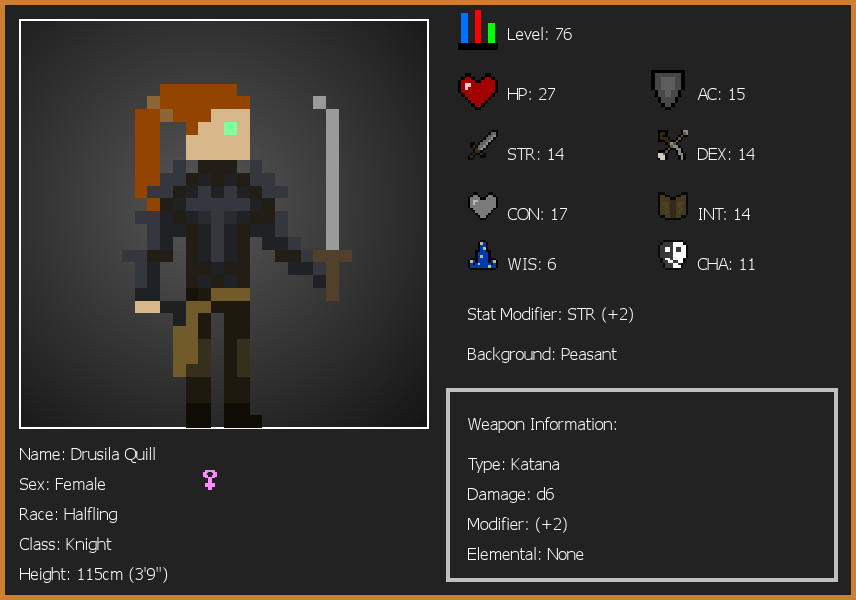 Level: 76
HP: 27
AC: 15
STR: 14
DEX: 14
CON: 17
INT: 14
WIS: 6
CHA: 11
Stat Modifier: STR (+2)
Background: Peasant
Weapon Information:
Type: Katana
Damage: d6
Modifier: (+2)
Elemental: None
Name: Drusila Quill
Sex: Female
Race: Halfling
Class: Knight
Height: 115cm (3'9")